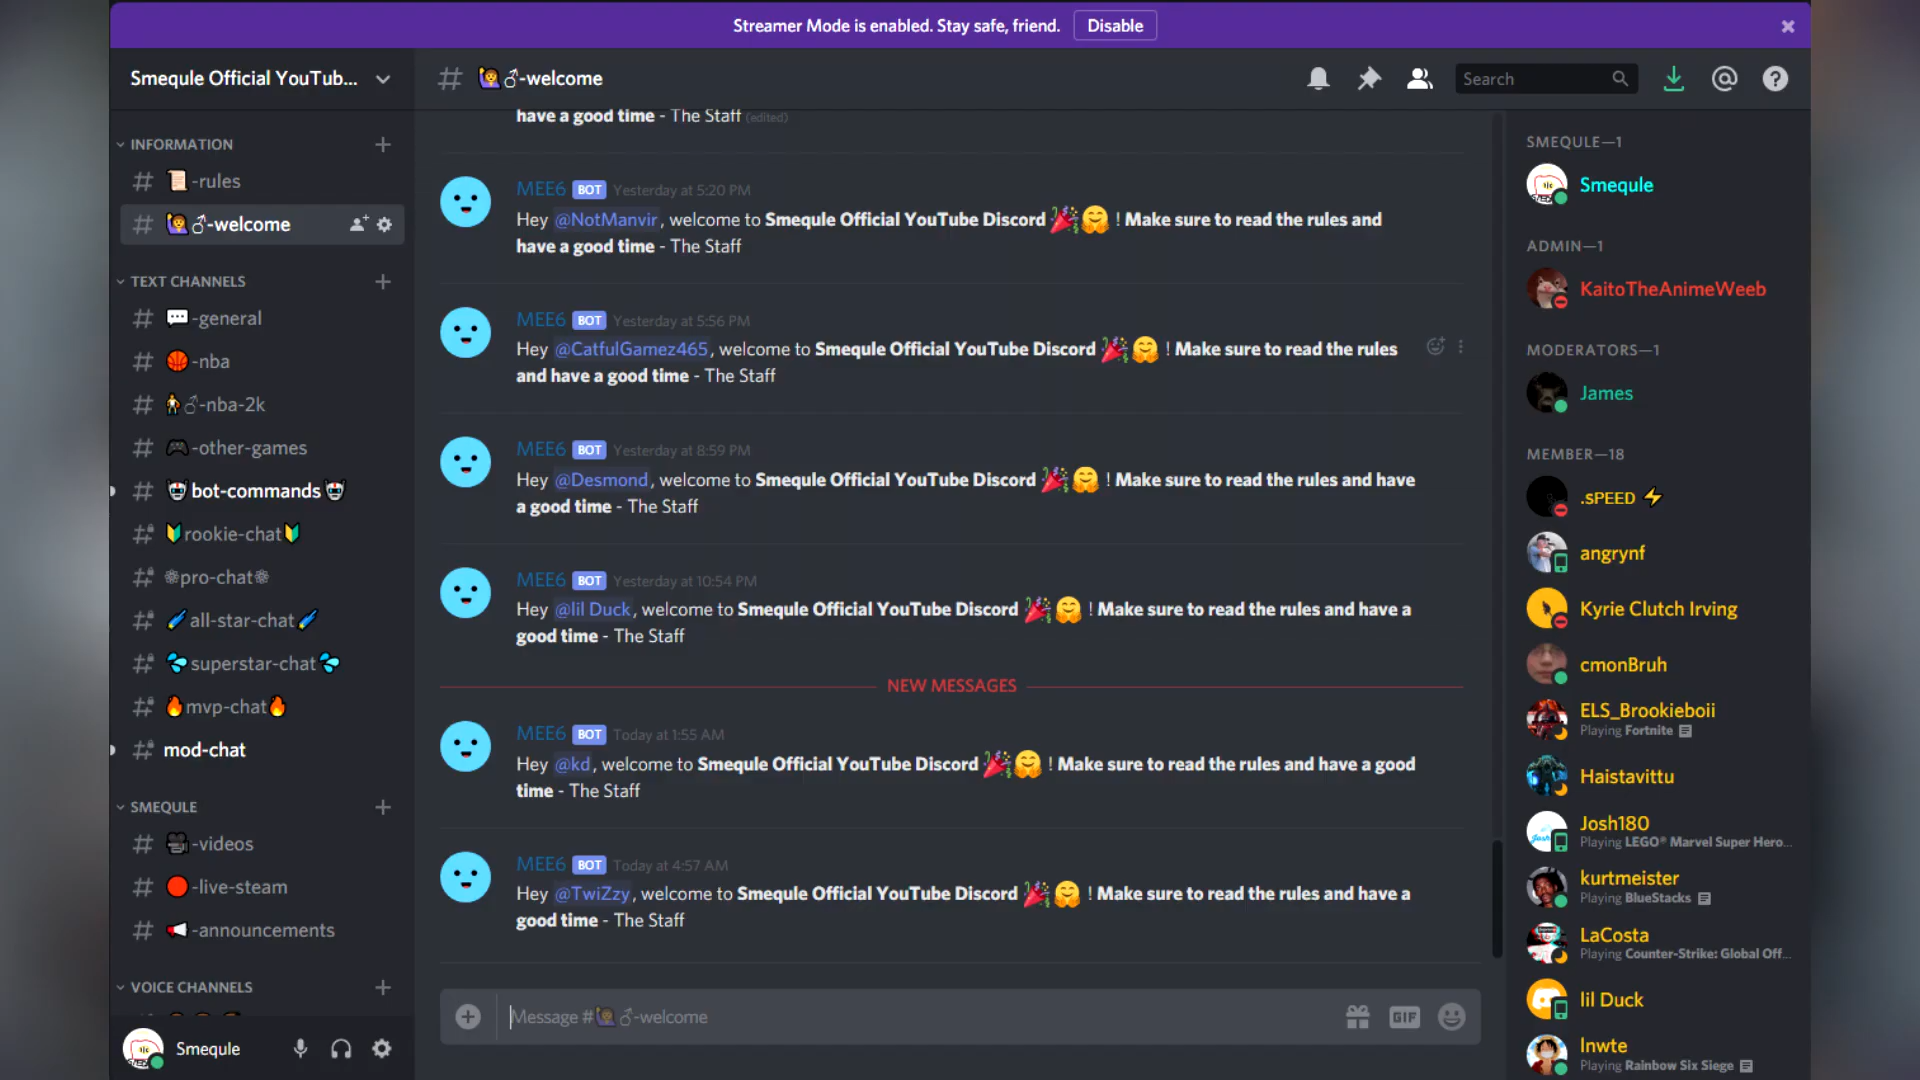 Streamer Mode is enabled. Stay safe, friend. Disable
Smequle Official YouTub...
INFORMATION
-rules
-welcome
TEXT CHANNELS
-general
-nba
-nba-2k
-other-games
bot-commands
rookie-chat
pro-chat
all-star-chat
superstar-chat
mvp-chat
mod-chat
SMEQULE
-videos
-live-steam
-announcements
VOICE CHANNELS
Smequle
-welcome
Search
have a good time - The Staff (edited)
MEE6 BOT Yesterday at 5:20 PM
Hey @NotManvir, welcome to Smequle Official YouTube Discord 🎉🤗 ! Make sure to read the rules and
have a good time - The Staff
MEE6 BOT Yesterday at 5:56 PM
Hey @CatfulGamez465, welcome to Smequle Official YouTube Discord 🎉🤗 ! Make sure to read the rules
and have a good time - The Staff
MEE6 BOT Yesterday at 8:59 PM
Hey @Desmond, welcome to Smequle Official YouTube Discord 🎉🤗 ! Make sure to read the rules and have
a good time - The Staff
MEE6 BOT Yesterday at 10:54 PM
Hey @lil Duck, welcome to Smequle Official YouTube Discord 🎉🤗 ! Make sure to read the rules and have a
good time - The Staff
NEW MESSAGES
MEE6 BOT Today at 1:55 AM
Hey @kd, welcome to Smequle Official YouTube Discord 🎉🤗 ! Make sure to read the rules and have a good
time - The Staff
MEE6 BOT Today at 4:57 AM
Hey @TwiZzy, welcome to Smequle Official YouTube Discord 🎉🤗 ! Make sure to read the rules and have a
good time - The Staff
Message #🙋🏾♂-welcome
GIF
SMEQULE—1
Smequle
ADMIN—1
KaitoTheAnimeWeeb
MODERATORS—1
James
MEMBER—18
.sPEED ⚡
angrynf
Kyrie Clutch Irving
cmonBruh
ELS_Brookieboii
Playing Fortnite
Haistavittu
Josh180
Playing LEGO® Marvel Super Hero...
kurtmeister
Playing BlueStacks
LaCosta
Playing Counter-Strike: Global Off...
lil Duck
lnwte
Playing Rainbow Six Siege